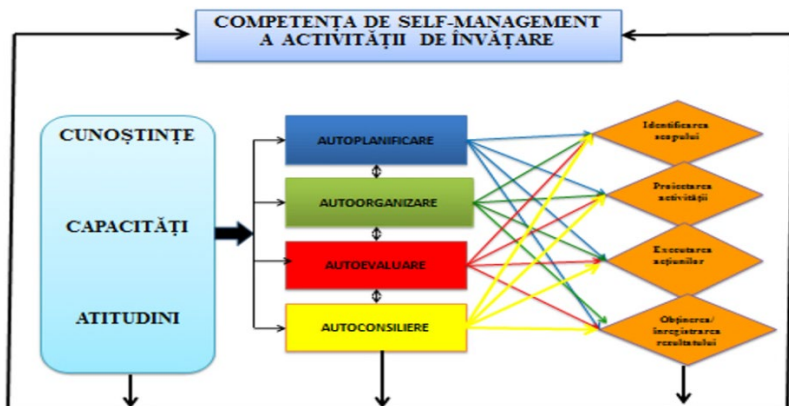 COMPETENȚA DE SELF-MANAGEMENT
A ACTIVITĂȚII DE ÎNVĂȚARE
CUNOȘTINȚE
CAPACITĂȚI
ATITUDINI
AUTOPLANIFICARE
AUTOORGANIZARE
AUTOEVALUARE
AUTOCONSILIERE
Identificarea
scopului
Proiectarea
activității
Executarea
acțiunilor
Obținerea/
înregistrarea
rezultatului